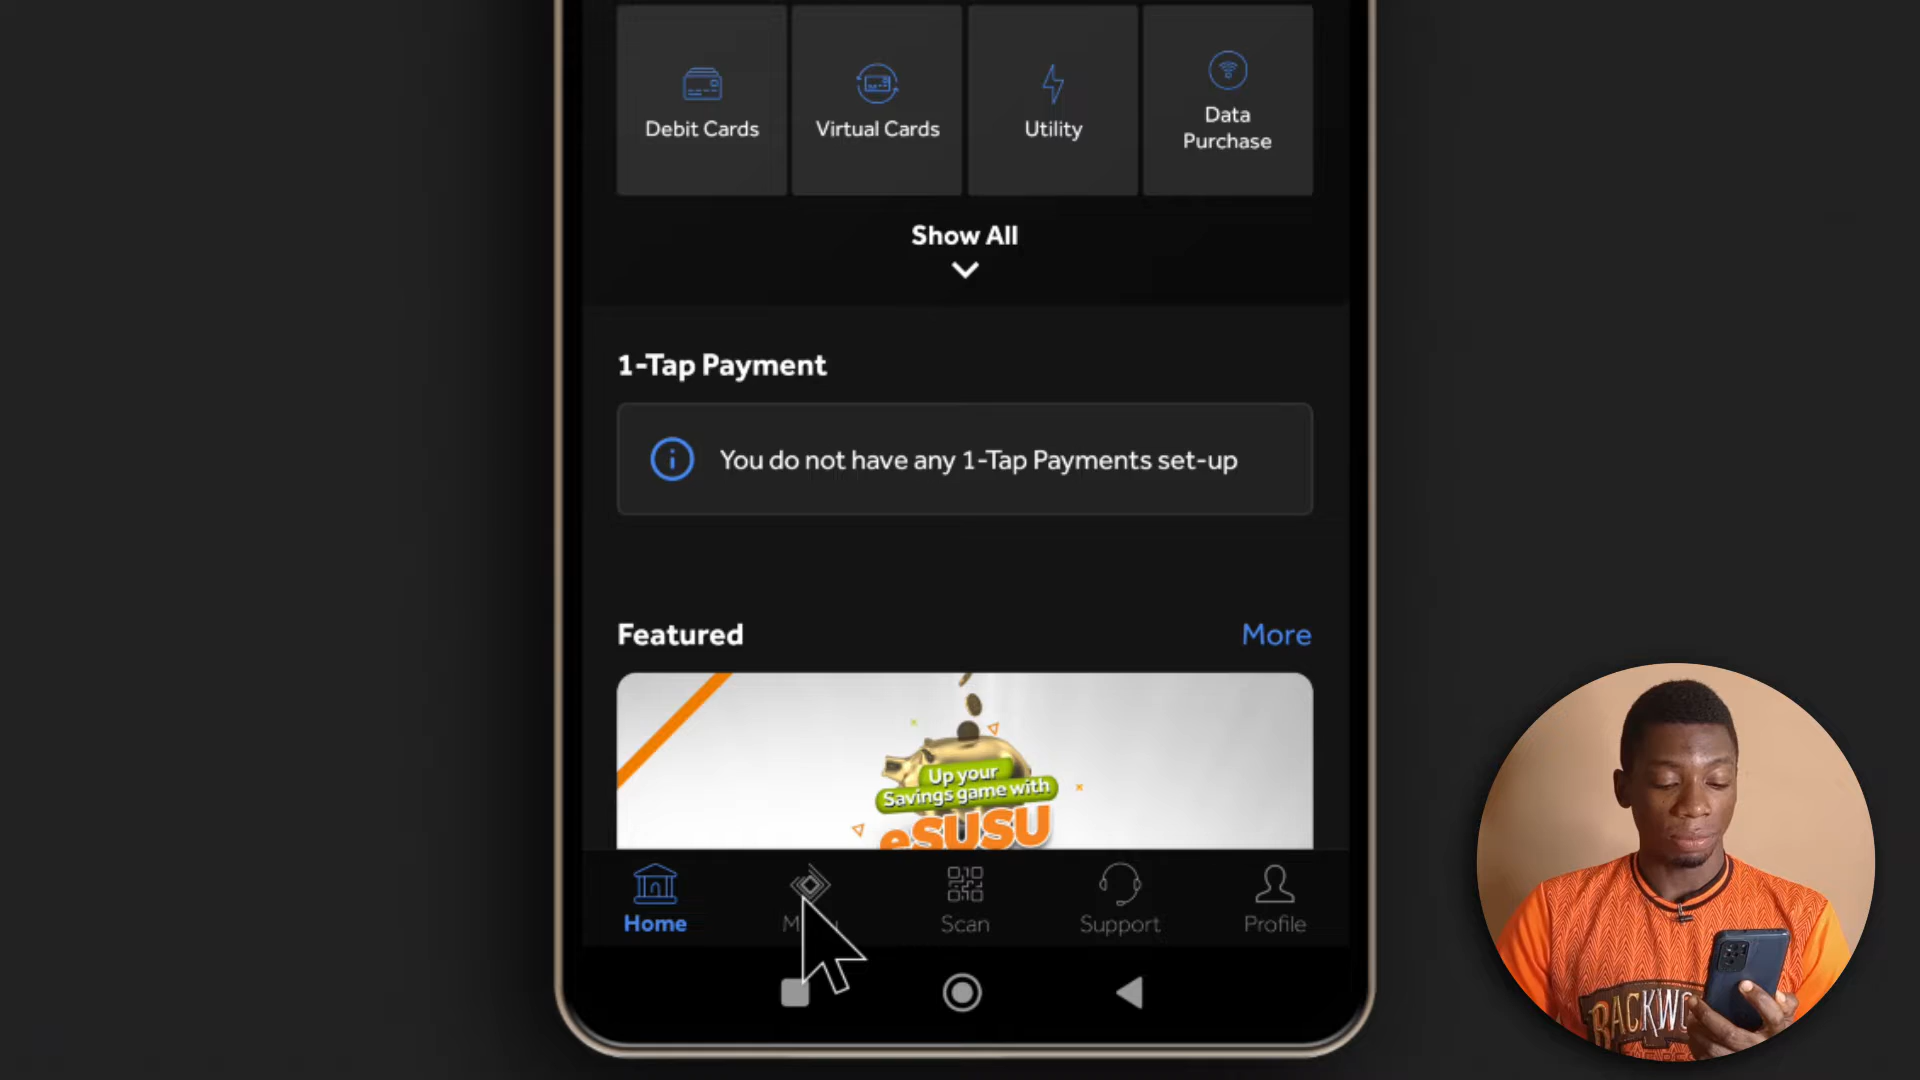 Debit Cards
Virtual Cards
Utility
Data
Purchase
Show All
1-Tap Payment
You do not have any 1-Tap Payments set-up
Featured
More
Up your
Savings game with
eSUSU
Home
Scan
Support
Profile